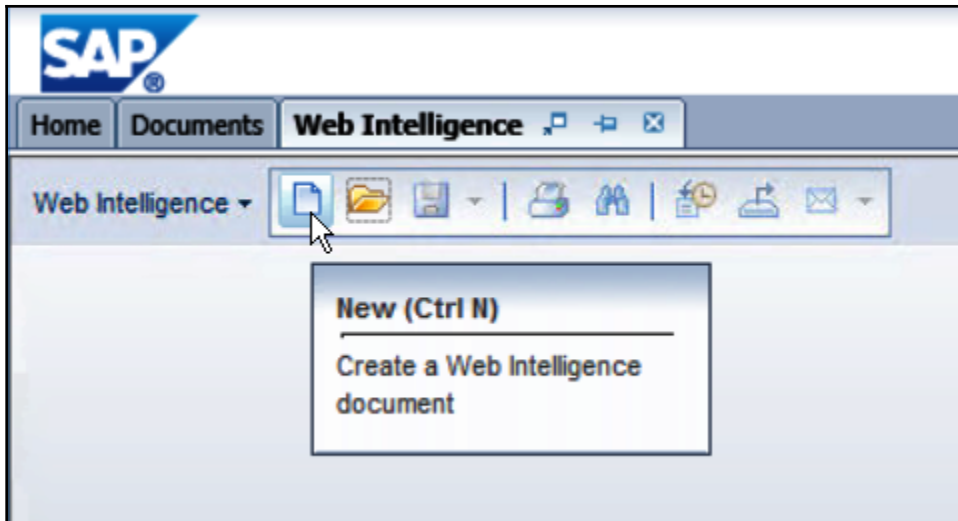 SAP®
Home Documents Web Intelligence
Web Intelligence
New (Ctrl N)
Create a Web Intelligence
document